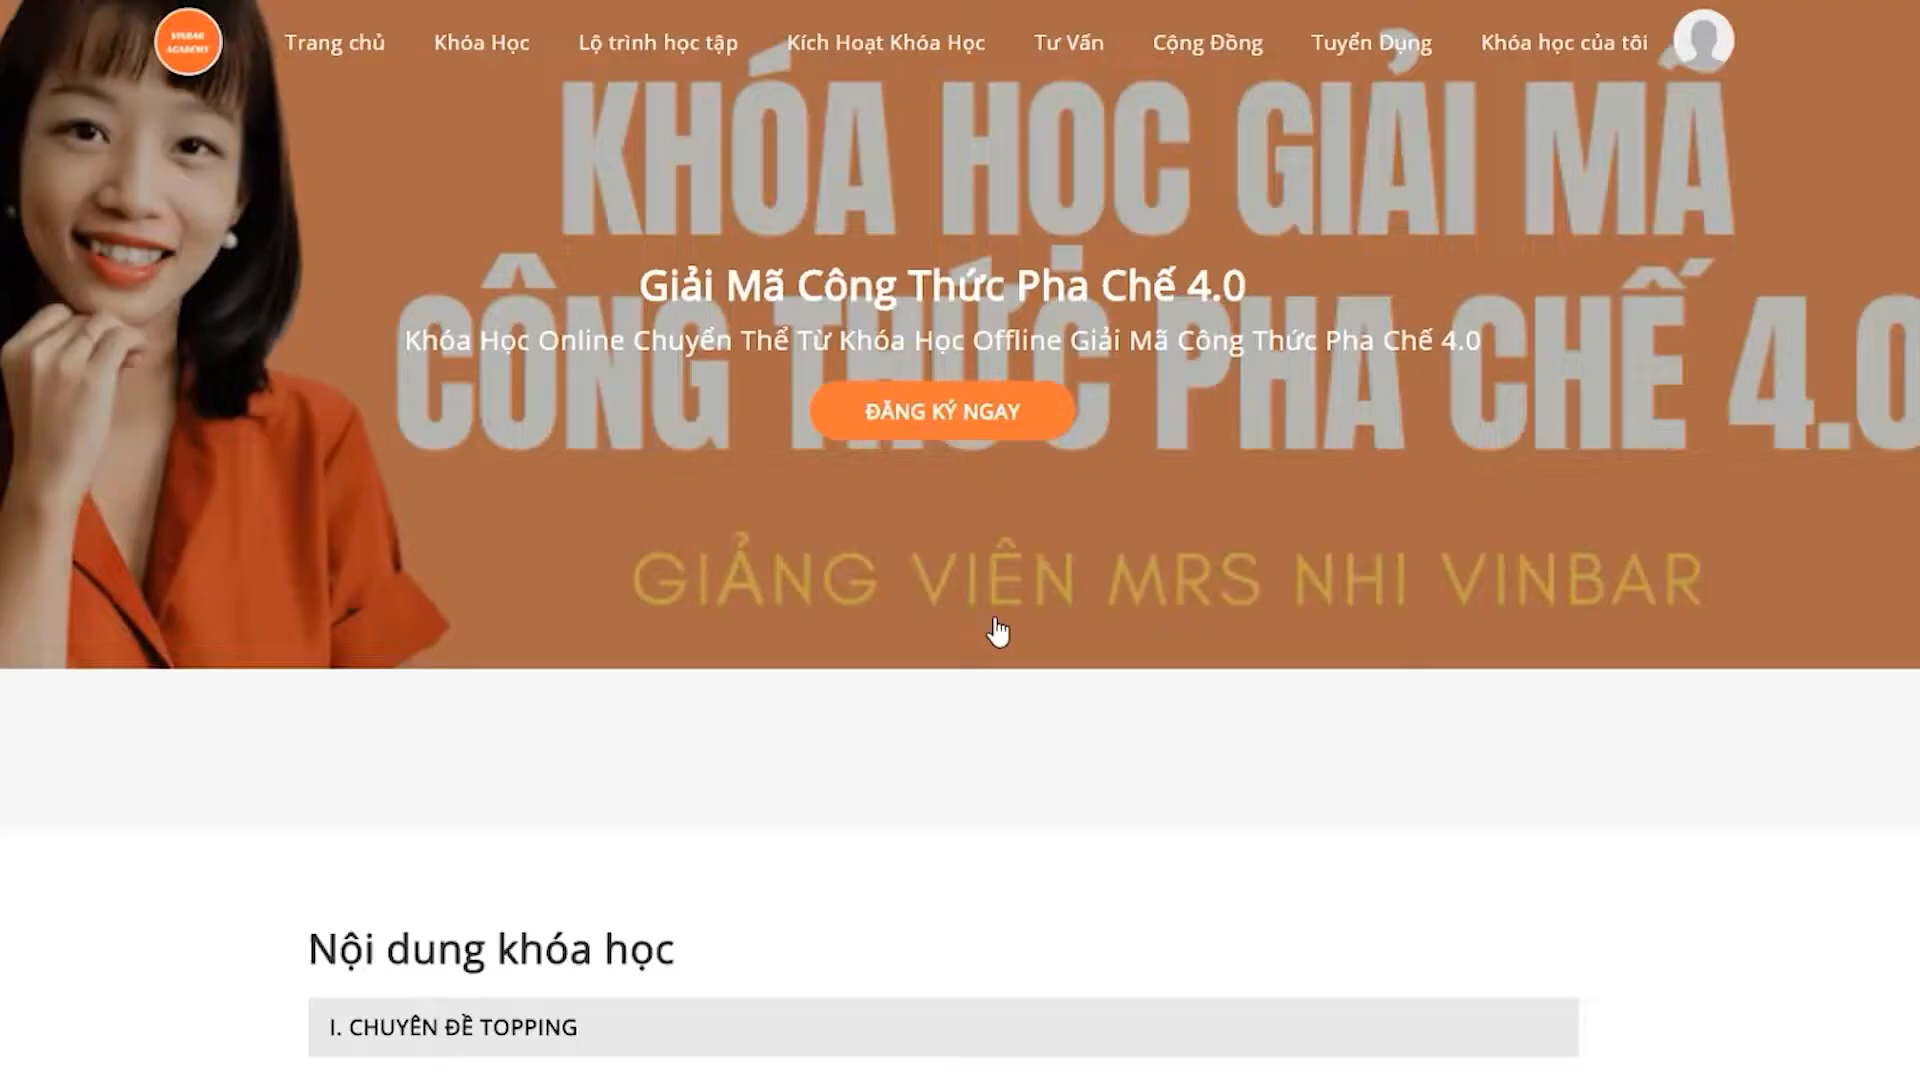 VINBAR
ACADEMY
Trang chủ
Khóa Học
Lộ trình học tập
Kích Hoạt Khóa Học
Tư Vấn
Cộng Đồng
Tuyển Dụng
Khóa học của tôi
KHÓA HỌC GIẢI MÃ
CÔNG THỨC PHA CHẾ 4.0
Giải Mã Công Thức Pha Chế 4.0
Khóa Học Online Chuyển Thể Từ Khóa Học Offline Giải Mã Công Thức Pha Chế 4.0
ĐĂNG KÝ NGAY
GIẢNG VIÊN MRS NHI VINBAR
Nội dung khóa học
I. CHUYÊN ĐỀ TOPPING